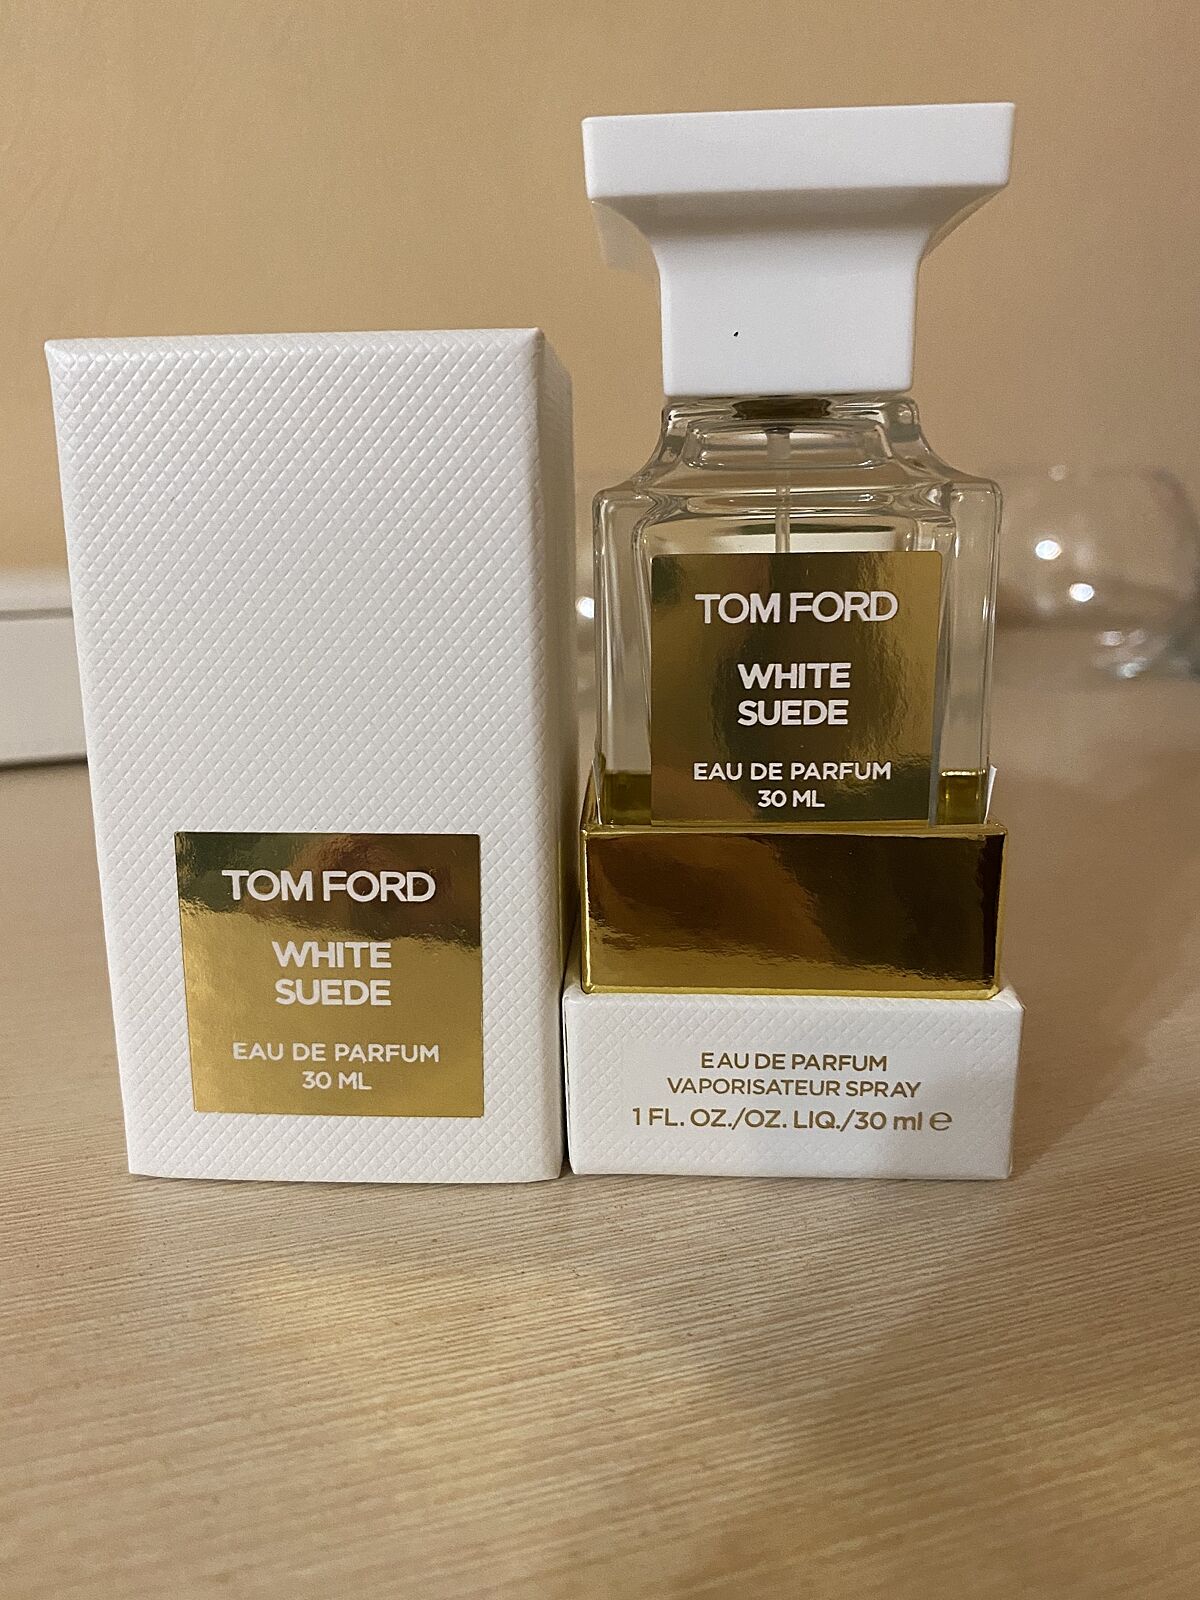 TOM FORD
WHITE
SUEDE
EAU DE PARFUM
30 ML
TOM FORD
WHITE
SUEDE
EAU DE PARFUM
30 ML
EAU DE PARFUM
VAPORISATEUR SPRAY
1 FL. OZ./OZ. LIQ./30 ml ℮